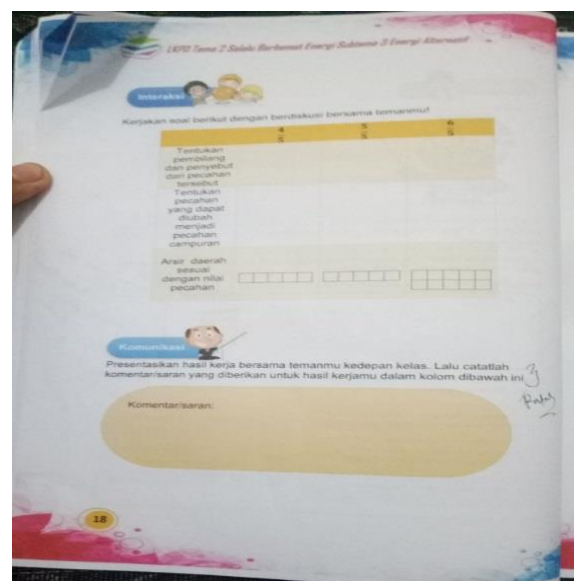 LKPD Tema 2 Selalu Berhemat Energi Subtema 3 Energi Alternatif
Interaksi
Kerjakan soal berikut dengan berdiskusi bersama temanmu!
4 5 6
5 5 5
Tentukan
pembilang
dan penyebut
dari pecahan
tersebut
Tentukan
pecahan
yang dapat
diubah
menjadi
pecahan
campuran
Arsir daerah
sesuai
dengan nilai
pecahan
Komunikasi
Presentasikan hasil kerja bersama temanmu kedepan kelas. Lalu catatlah
komentar/saran yang diberikan untuk hasil kerjamu dalam kolom dibawah ini
Komentar/saran:
18